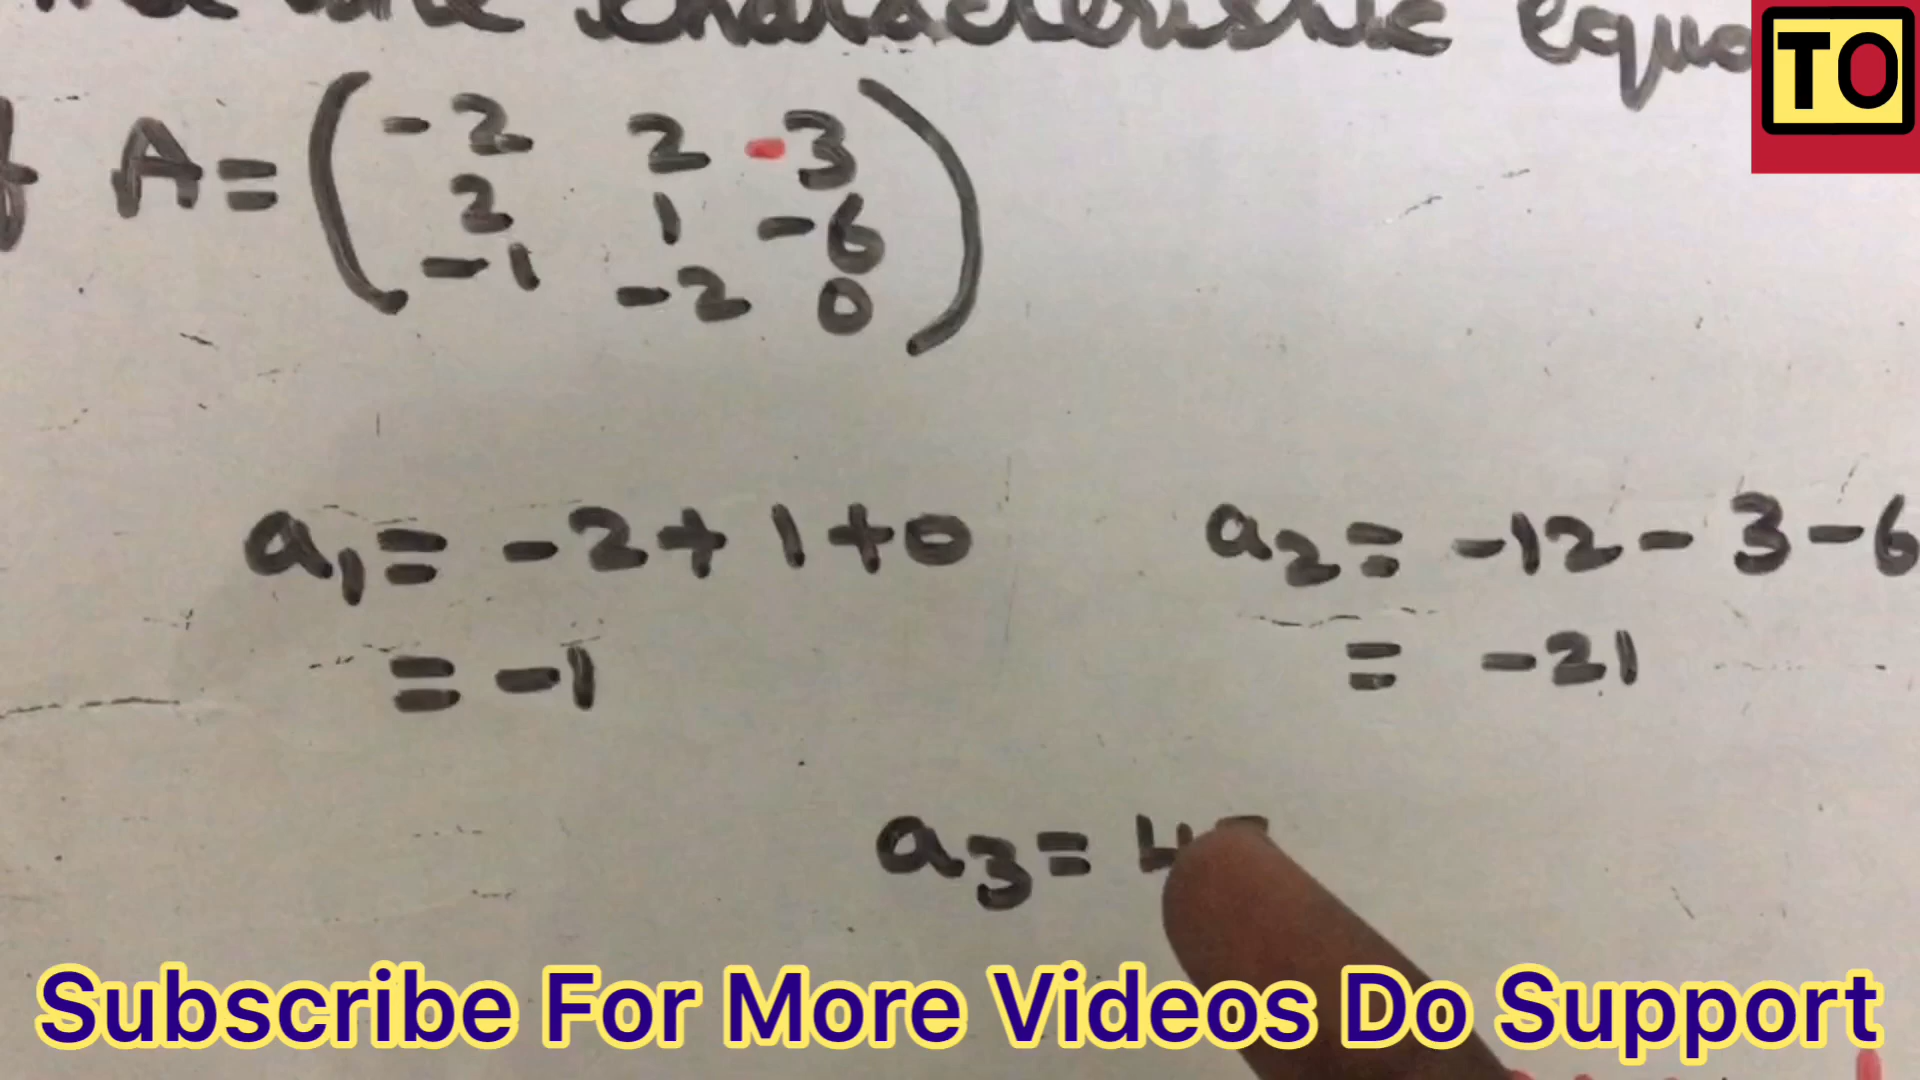 characteristic equa
TO
A = ( -2 2 -3
2 1 -6
-1 -2 0 )
a₁ = -2+1+0 a₂ = -12-3-6
= -1 = -21
a₃ = 4
Subscribe For More Videos Do Support